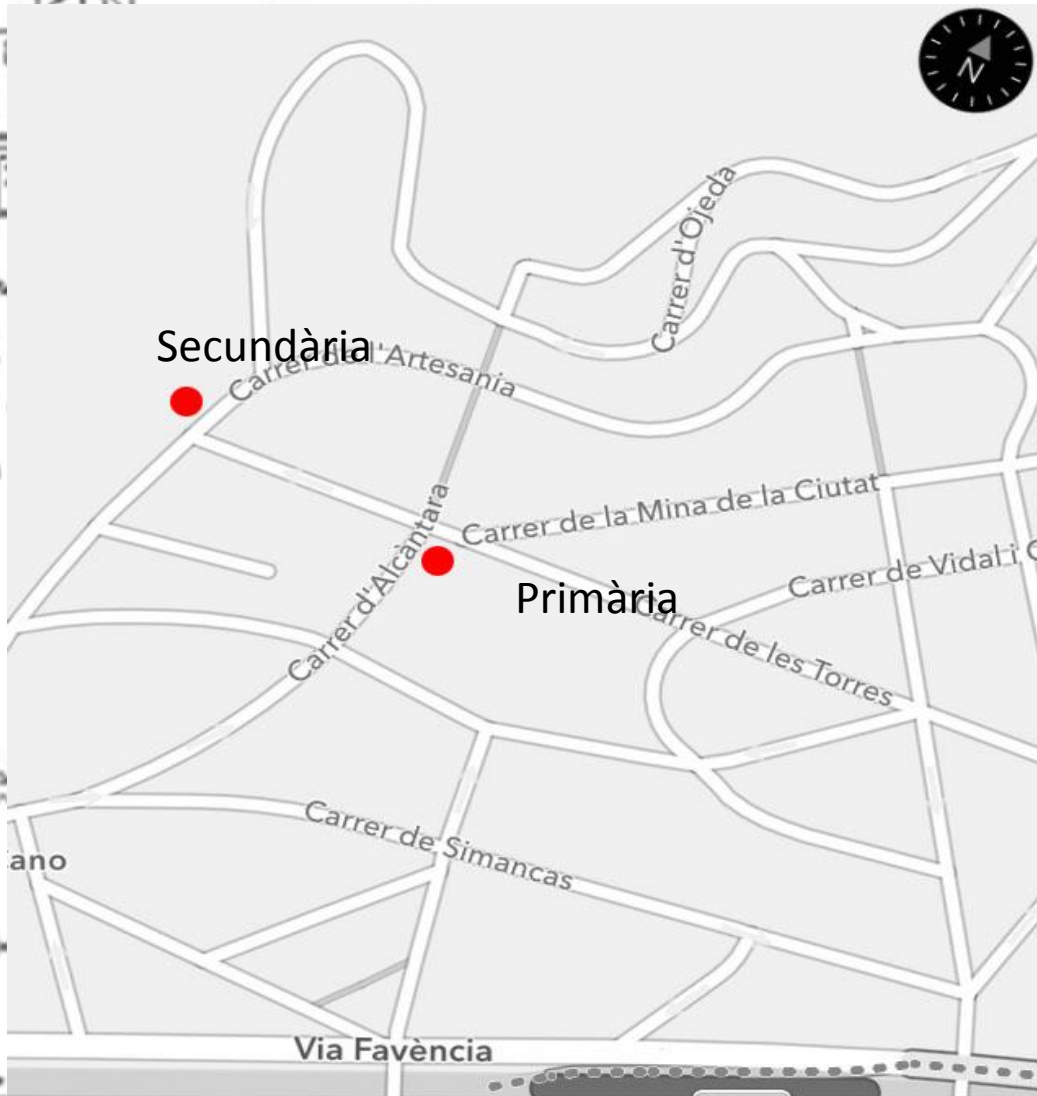 N
Carrer d'Ojeda
Secundària
Carrer de l'Artesania
Carrer d'Alcàntara
Carrer de la Mina de la Ciutat
Carrer de Vidal i
Primària
Carrer de les Torres
Carrer de Simancas
Via Favència